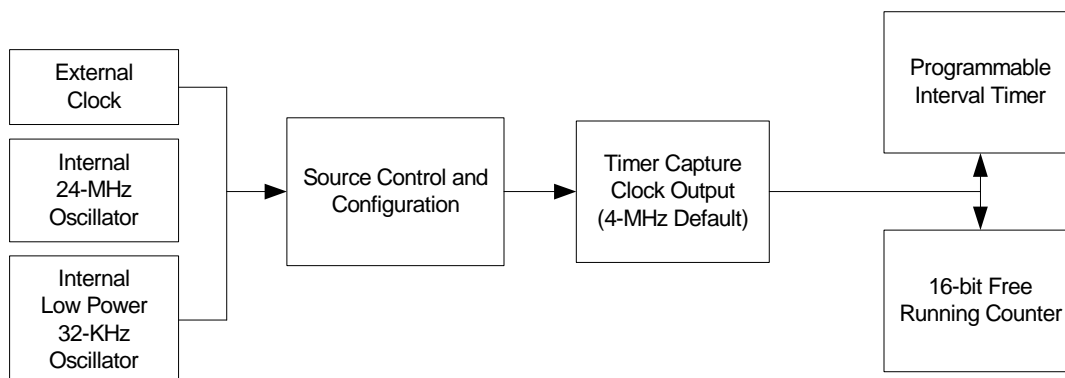 External
Clock
Internal
24-MHz
Oscillator
Internal
Low Power
32-KHz
Oscillator
Source Control and
Configuration
Timer Capture
Clock Output
(4-MHz Default)
Programmable
Interval Timer
16-bit Free
Running Counter